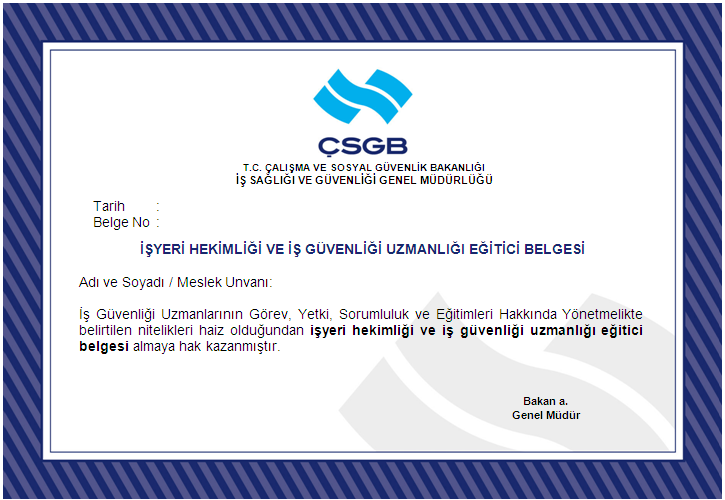 ÇSGB
T.C. ÇALIŞMA VE SOSYAL GÜVENLİK BAKANLIĞI
İŞ SAĞLIĞI VE GÜVENLİĞİ GENEL MÜDÜRLÜĞÜ
Tarih :
Belge No :
İŞYERİ HEKİMLİĞİ VE İŞ GÜVENLİĞİ UZMANLIĞI EĞİTİCİ BELGESİ
Adı ve Soyadı / Meslek Unvanı:
İş Güvenliği Uzmanlarının Görev, Yetki, Sorumluluk ve Eğitimleri Hakkında Yönetmelikte
belirtilen nitelikleri haiz olduğundan işyeri hekimliği ve iş güvenliği uzmanlığı eğitici
belgesi almaya hak kazanmıştır.
Bakan a.
Genel Müdür